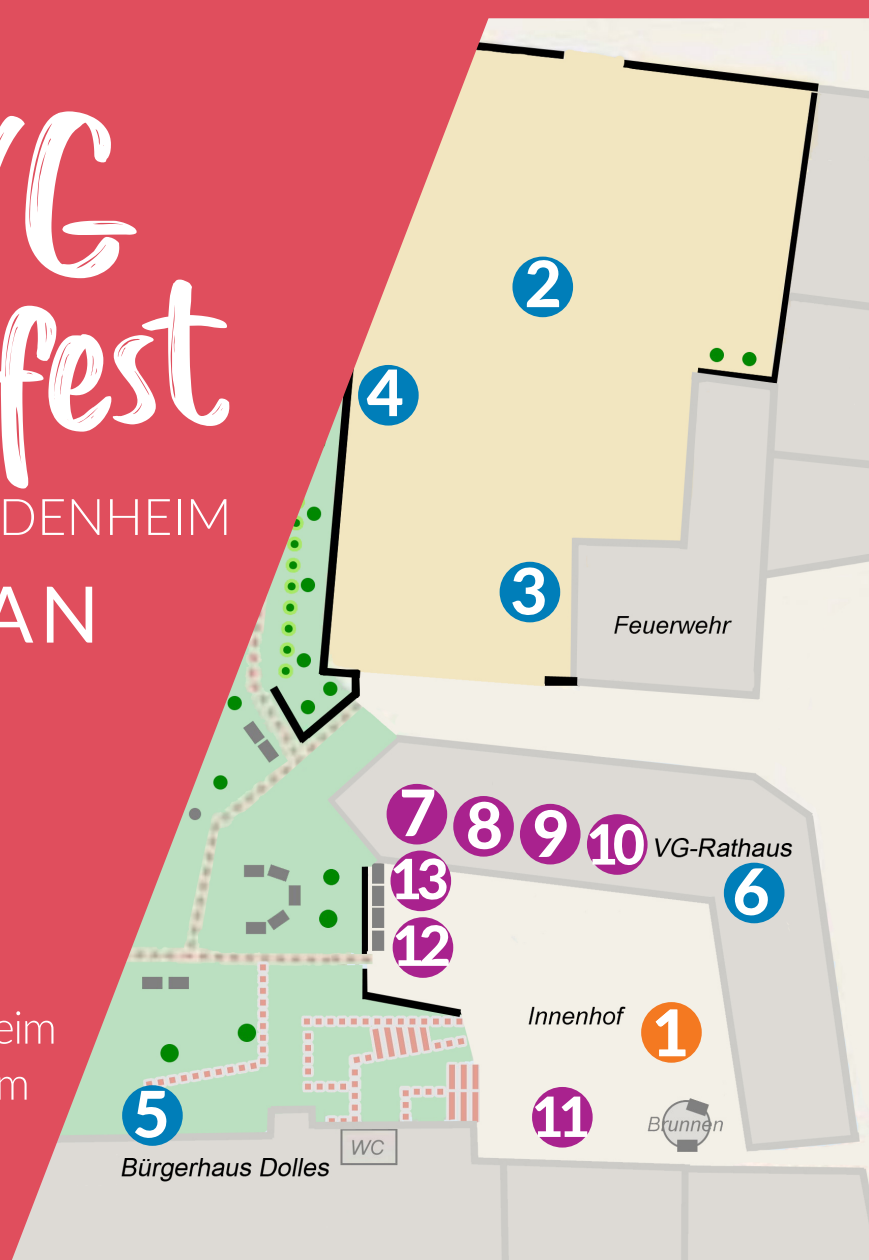 VG
fest
DENHEIM
AN
2
4
3
Feuerwehr
7
8
9
10
VG-Rathaus
13
6
12
Innenhof
1
eim
m
5
11
Brunnen
WC
Bürgerhaus Dolles